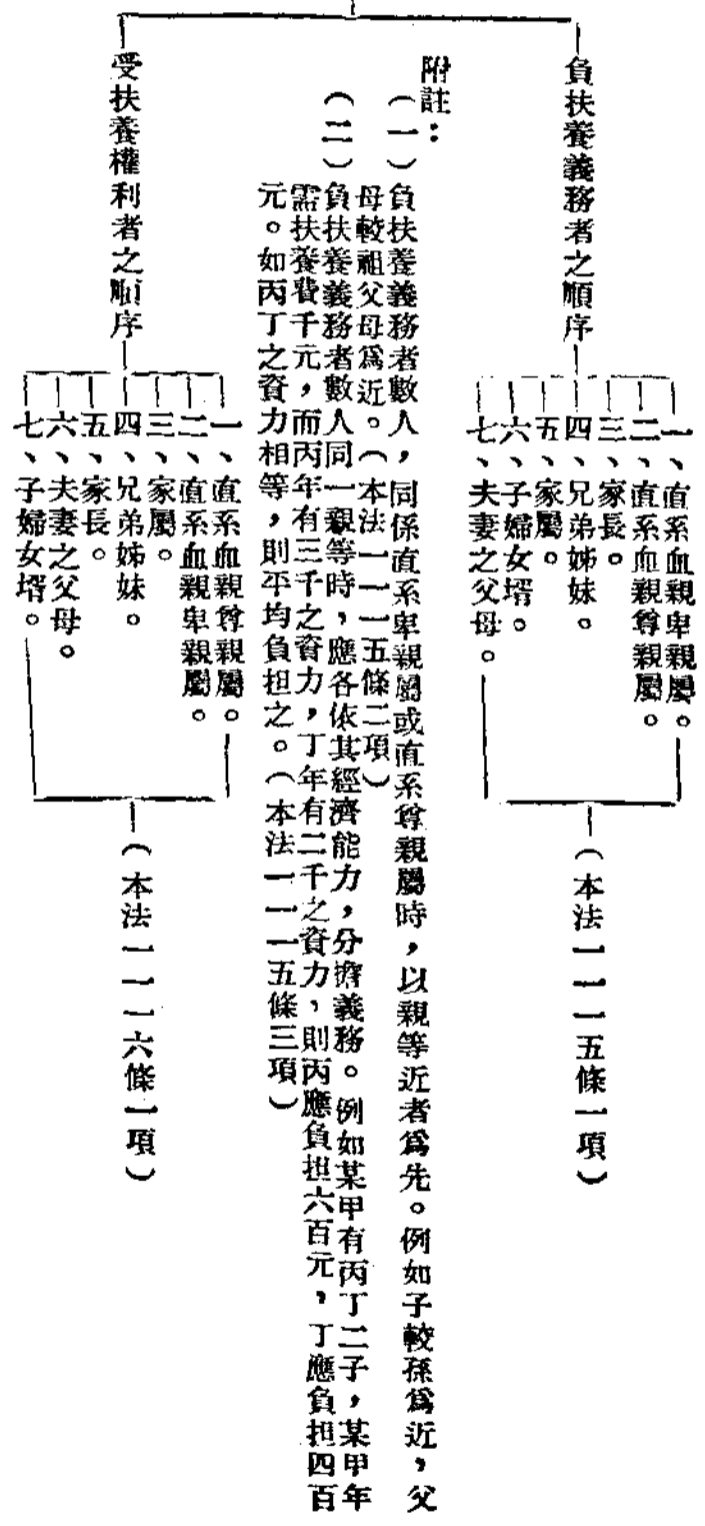 負扶養義務者之順序
一、直系血親卑親屬。
二、直系血親尊親屬。
三、家長。
四、兄弟姊妹。
五、家屬。
六、子婦女壻。
七、夫妻之父母。
（本法一一一五條一項）
附註：
（一）負扶養義務者數人，同係直系卑親屬或直系尊親屬時，以親等近者爲先。例如子較孫爲近，父
母較祖父母爲近。（本法一一一五條二項）
（二）負扶養義務者數人同一親等時，應各依其經濟能力，分擔義務。例如某甲有丙丁二子，某甲年
需扶養費千元，而丙年有三千之資力，丁年有二千之資力，則丙應負担六百元，丁應負担四百
元。如丙丁之資力相等，則平均負担之。（本法一一一五條三項）
受扶養權利者之順序
一、直系血親尊親屬。
二、直系血親卑親屬。
三、家屬。
四、兄弟姊妹。
五、家長。
六、夫妻之父母。
七、子婦女壻。
（本法一一一六條一項）